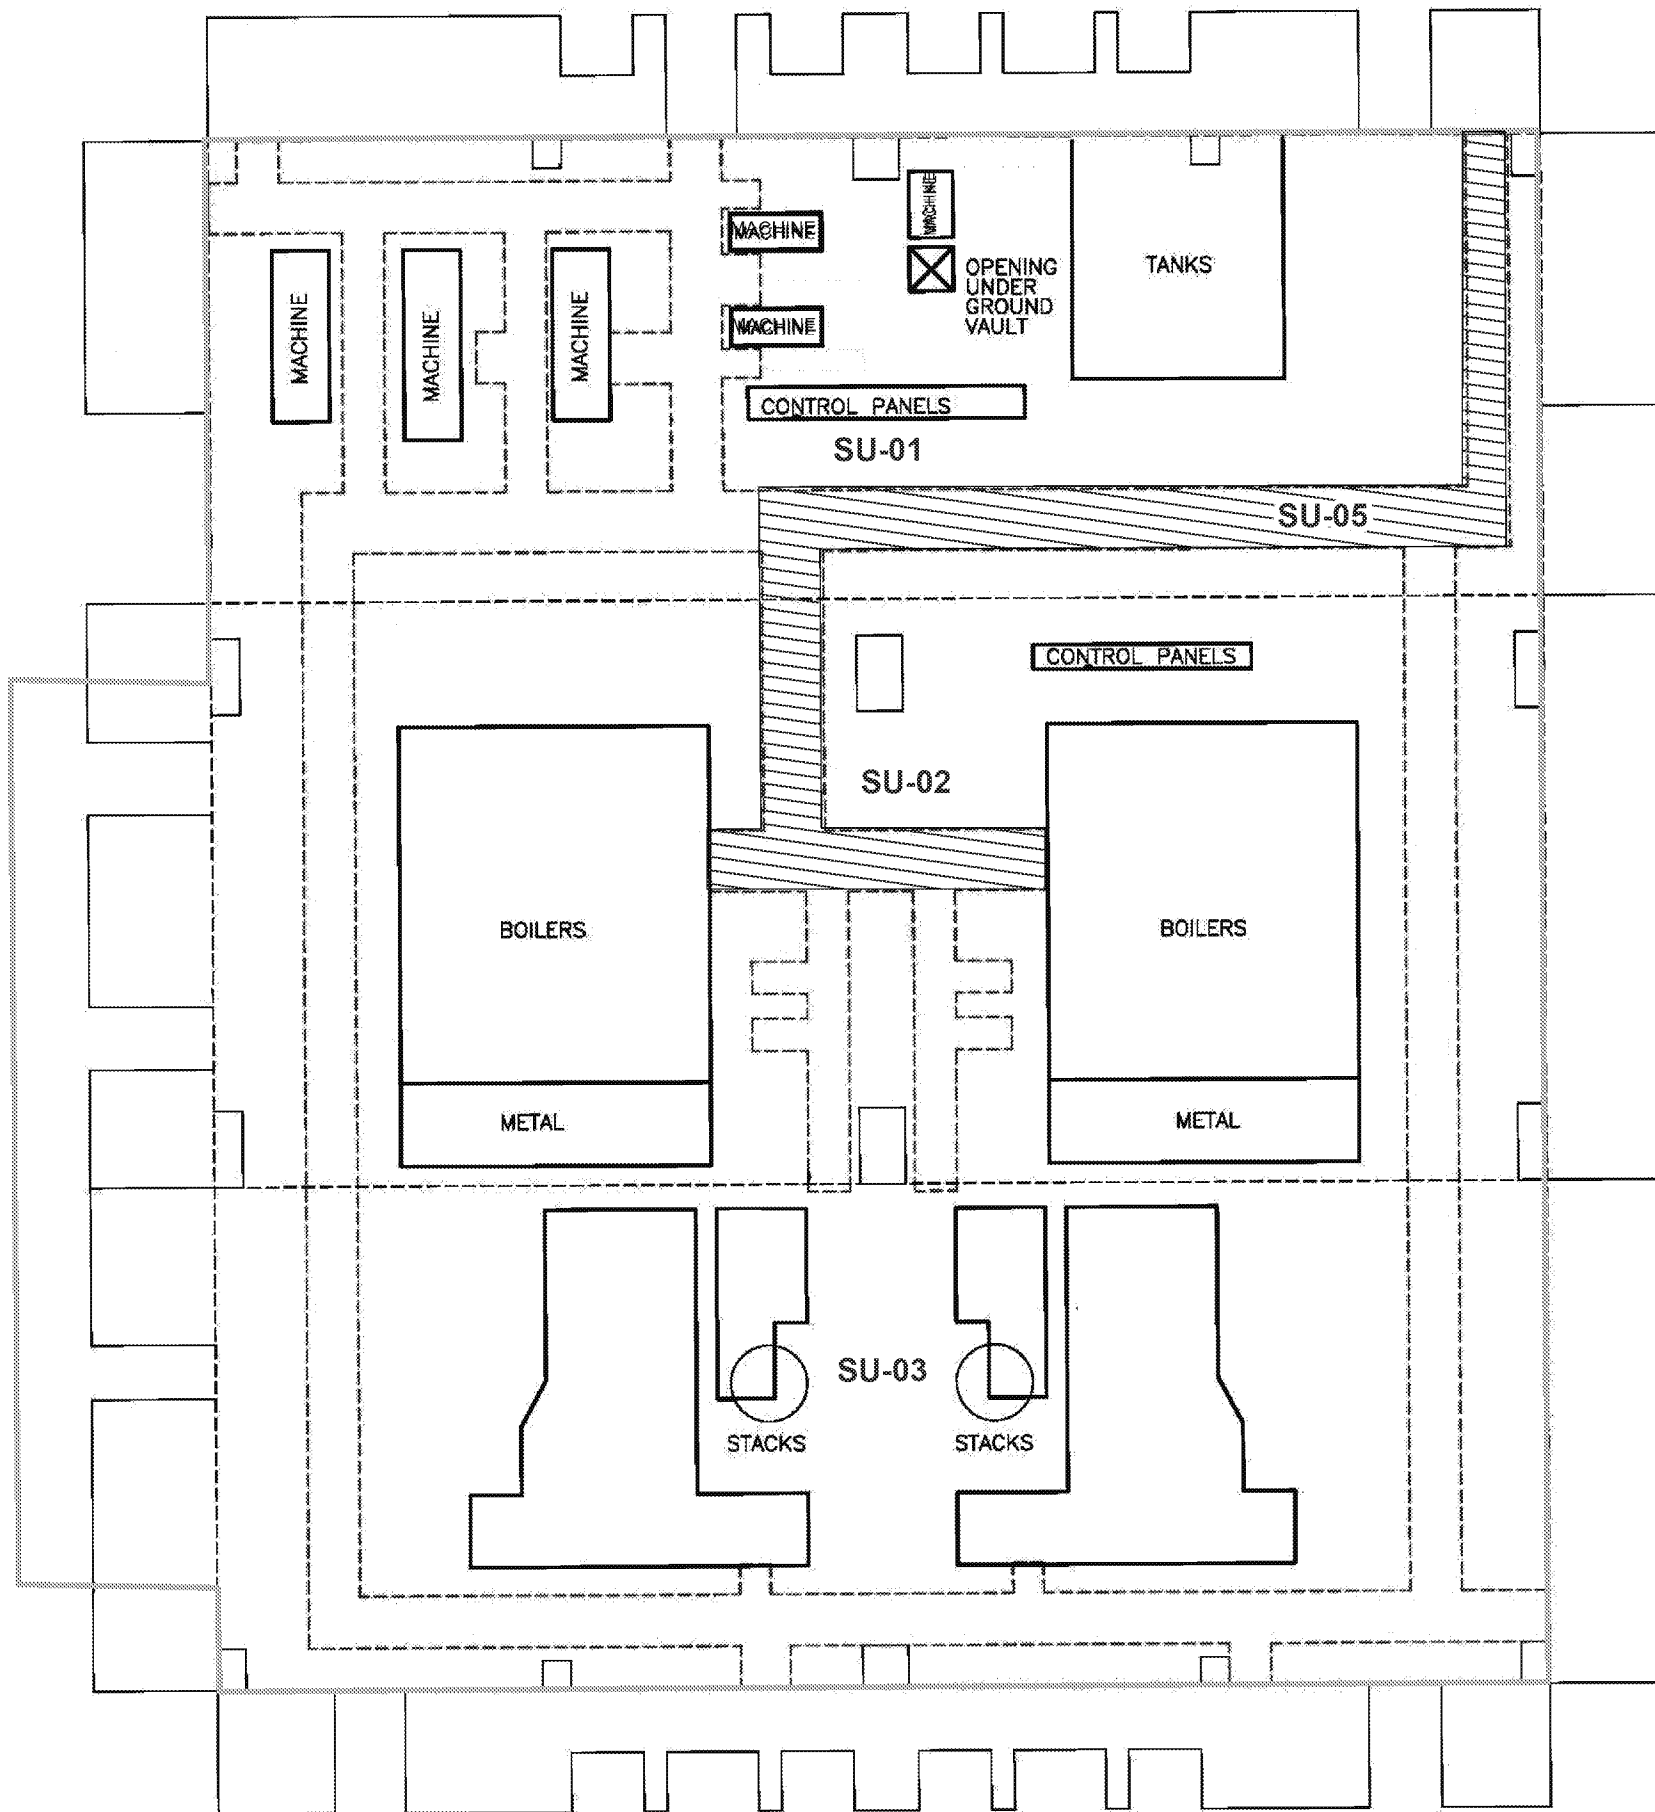 MACHINE
MACHINE
OPENING
UNDER
GROUND
VAULT
TANKS
MACHINE
MACHINE
MACHINE
MACHINE
CONTROL PANELS
SU-01
SU-05
CONTROL PANELS
SU-02
BOILERS
BOILERS
METAL
METAL
SU-03
STACKS
STACKS